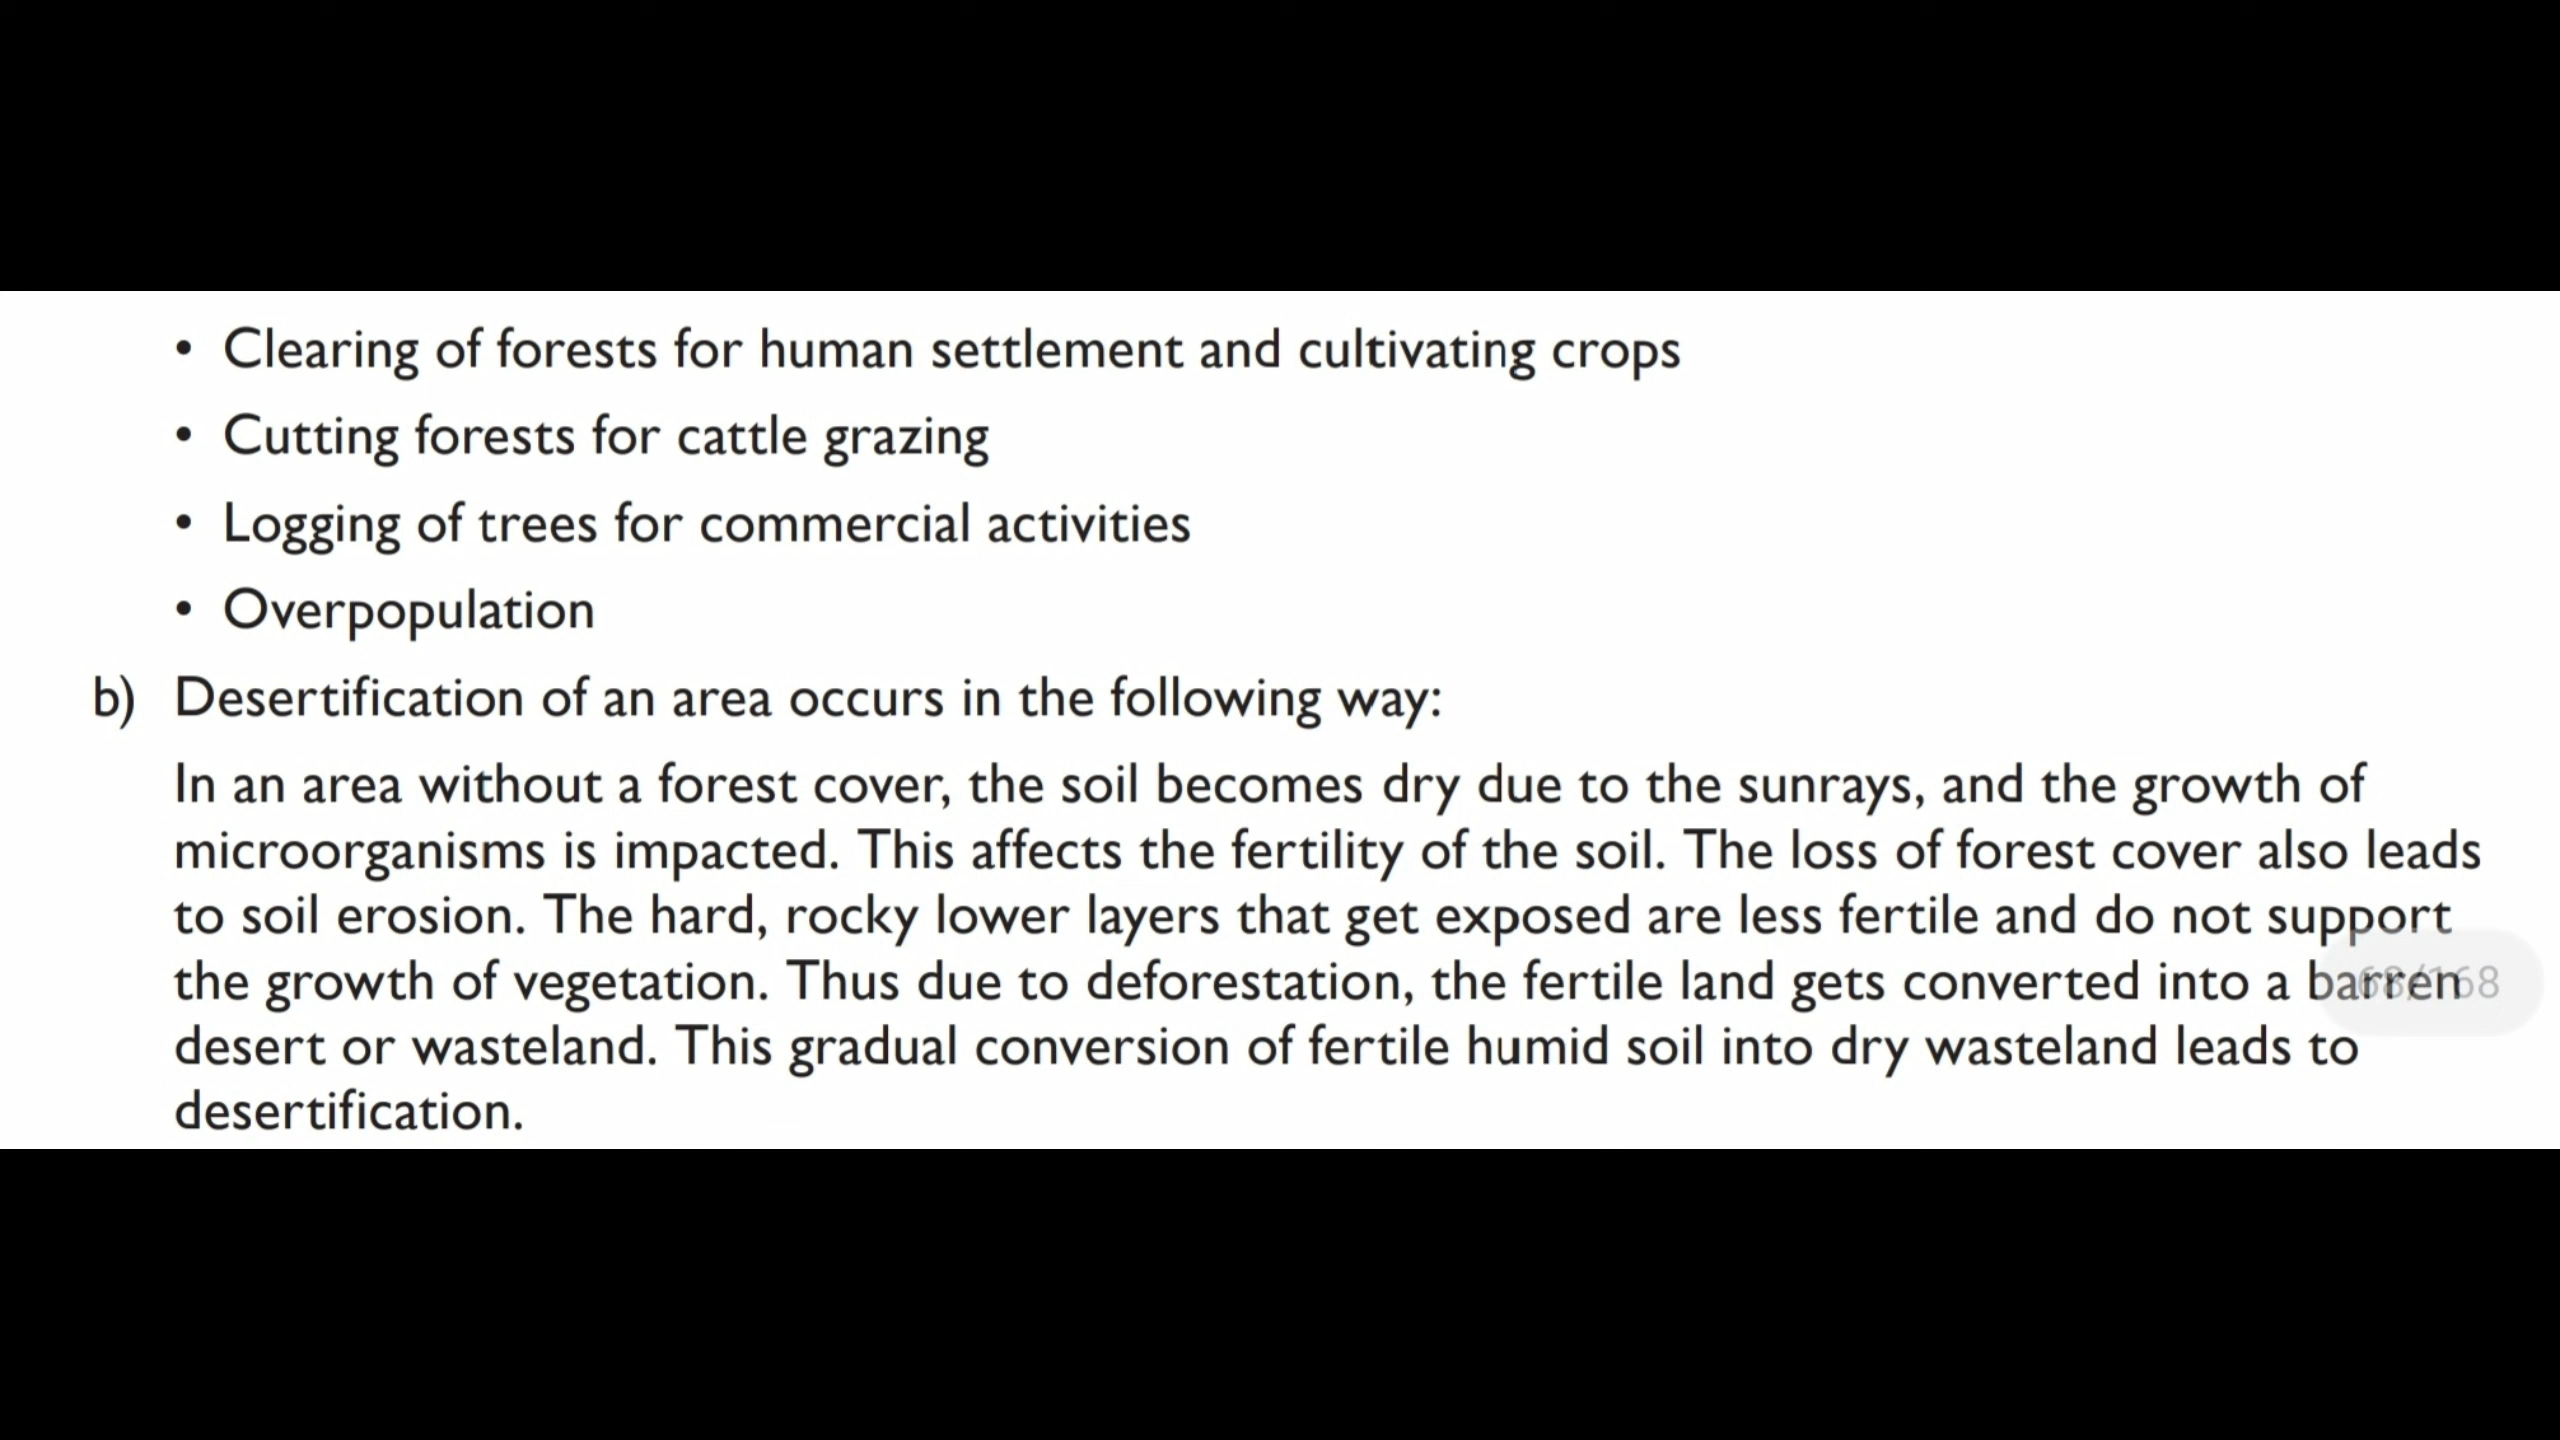 • Clearing of forests for human settlement and cultivating crops
• Cutting forests for cattle grazing
• Logging of trees for commercial activities
• Overpopulation
b) Desertification of an area occurs in the following way:
In an area without a forest cover, the soil becomes dry due to the sunrays, and the growth of
microorganisms is impacted. This affects the fertility of the soil. The loss of forest cover also leads
to soil erosion. The hard, rocky lower layers that get exposed are less fertile and do not support
the growth of vegetation. Thus due to deforestation, the fertile land gets converted into a barren
68/168
desert or wasteland. This gradual conversion of fertile humid soil into dry wasteland leads to
desertification.